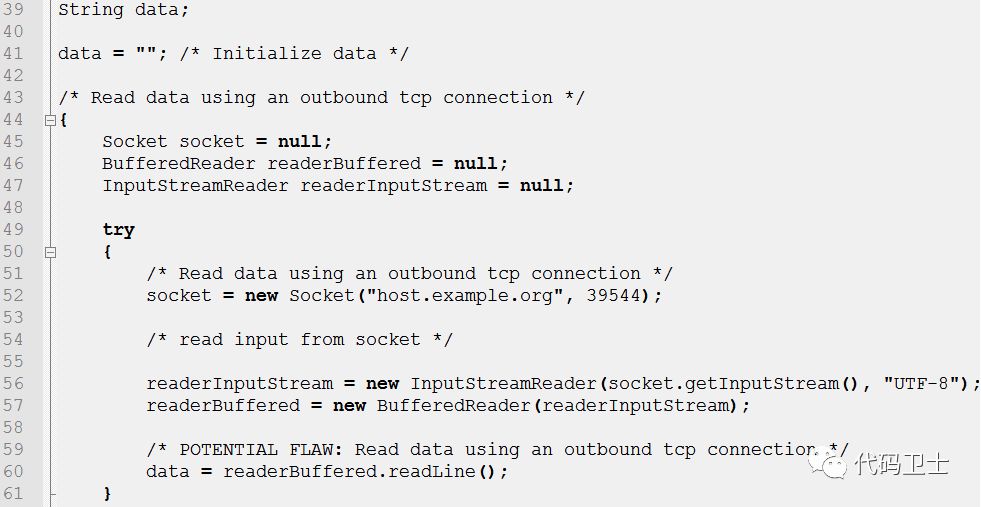 39 String data;
40
41 data = ""; /* Initialize data */
42
43 /* Read data using an outbound tcp connection */
44 {
45     Socket socket = null;
46     BufferedReader readerBuffered = null;
47     InputStreamReader readerInputStream = null;
48
49     try
50     {
51         /* Read data using an outbound tcp connection */
52         socket = new Socket("host.example.org", 39544);
53
54         /* read input from socket */
55
56         readerInputStream = new InputStreamReader(socket.getInputStream(), "UTF-8");
57         readerBuffered = new BufferedReader(readerInputStream);
58
59         /* POTENTIAL FLAW: Read data using an outbound tcp connection */
60         data = readerBuffered.readLine();
61     }
代码卫士